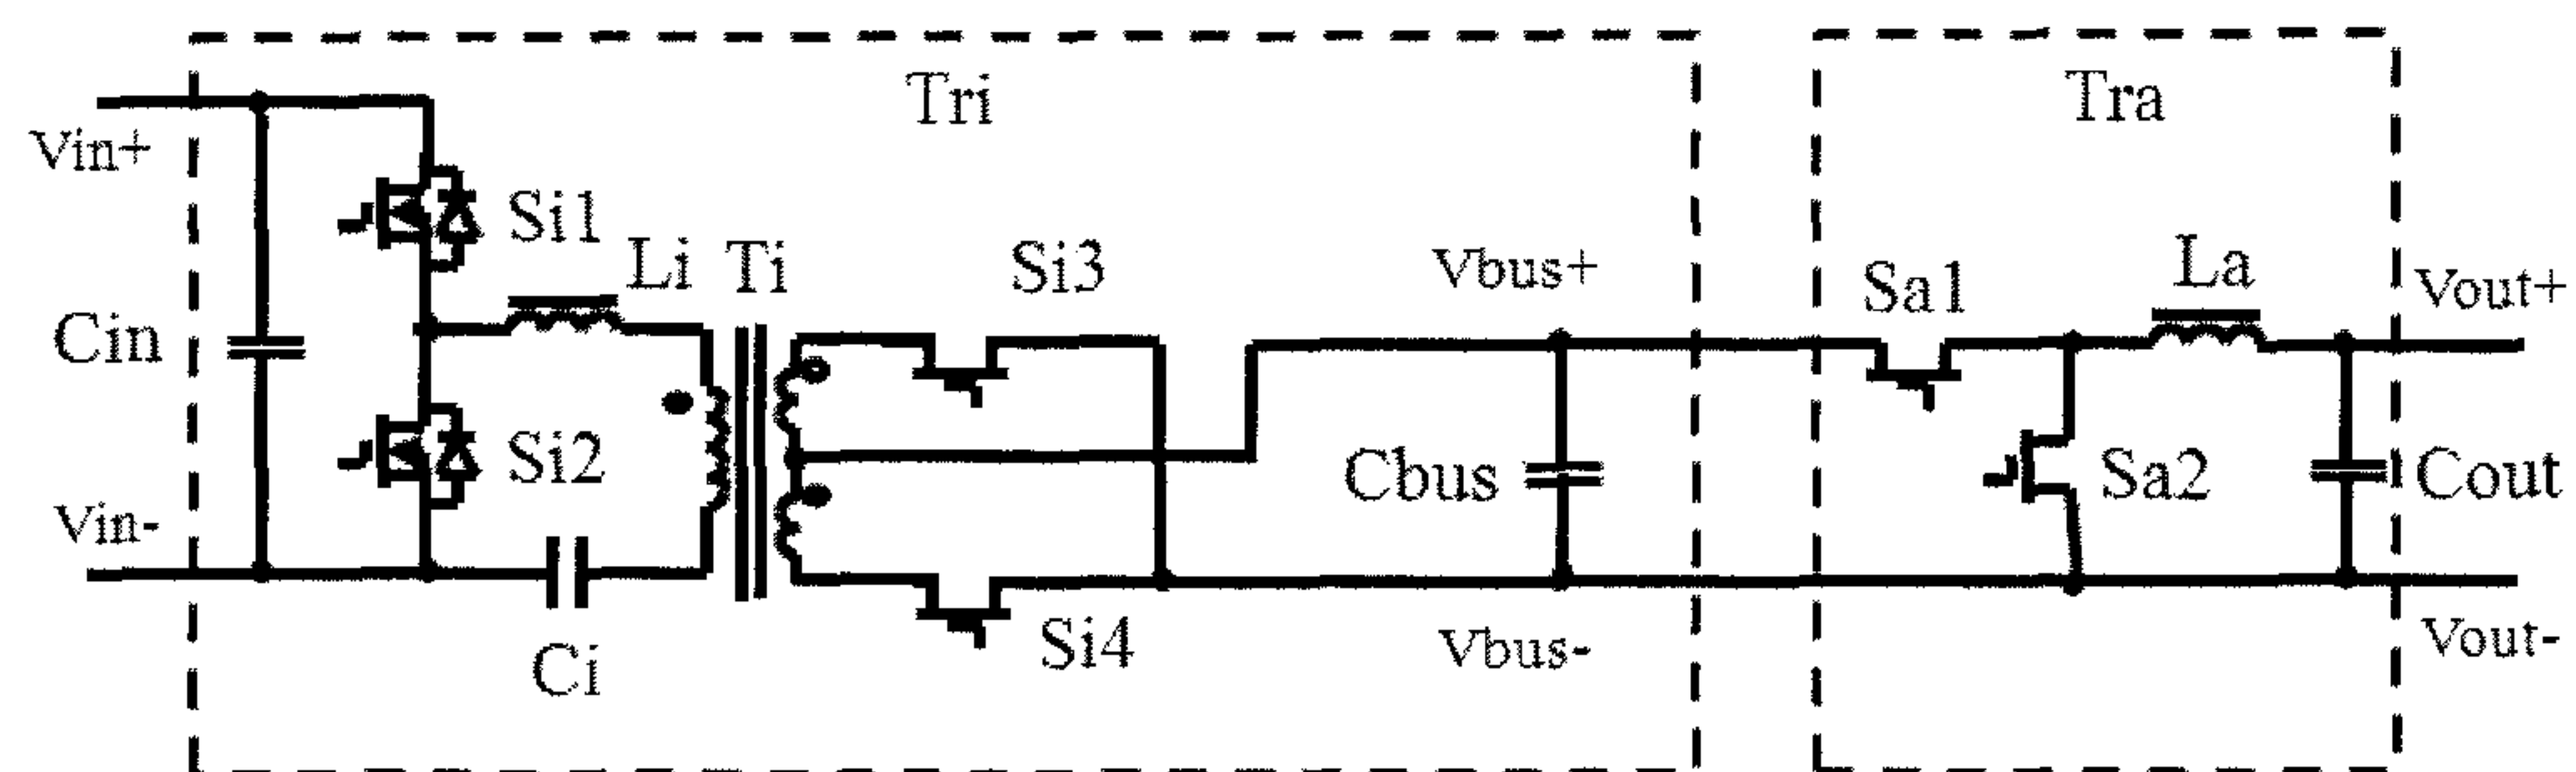 Tri
Tra
Vin+
Si1
Li
Ti
Si3
Vbus+
Sa1
La
Vout+
Cin
Si2
Cbus
Sa2
Cout
Vin-
Ci
Si4
Vbus-
Vout-